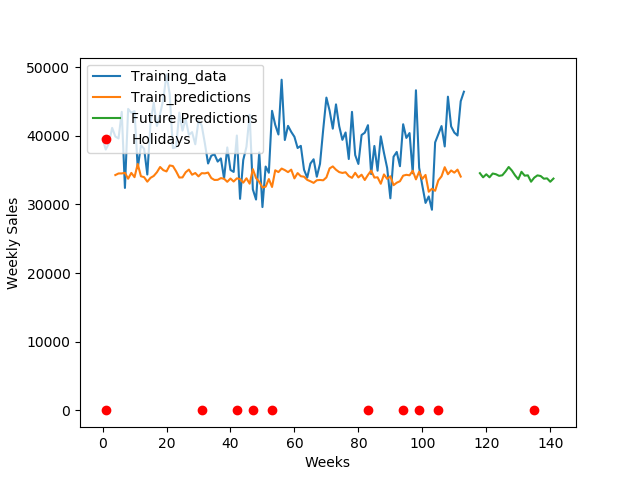 Training_data
Train_predictions
Future Predictions
Holidays
50000
40000
30000
20000
10000
0
Weekly Sales
0 20 40 60 80 100 120 140
Weeks